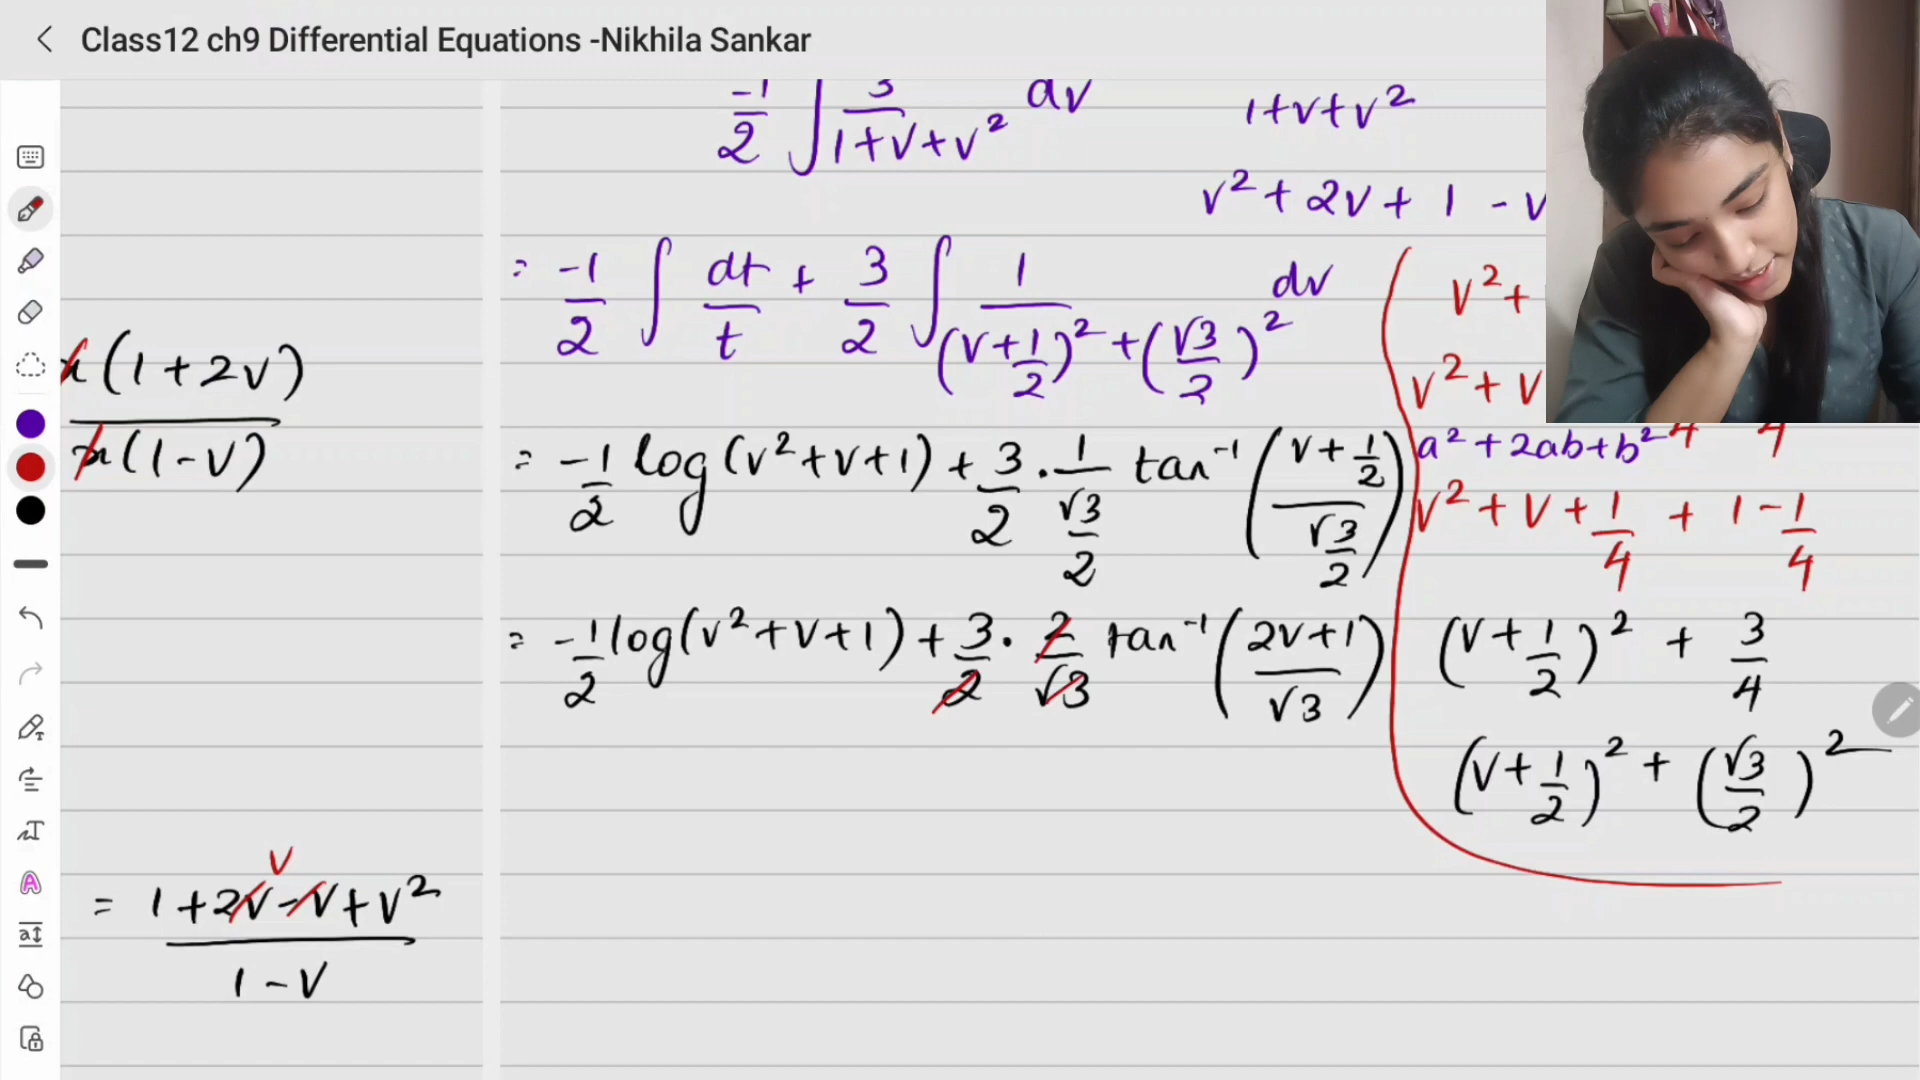 Class12 ch9 Differential Equations -Nikhila Sankar
-1/2 ∫ 3/(1+v+v²) dv
1+v+v²
v² + 2v + 1 - v
= -1/2 ∫ dt/t + 3/2 ∫ 1/((v+1/2)² + (√3/2)²) dv
v² +
v² + v
(1+2v)
(1-v)
= -1/2 log(v²+v+1) + 3/2 · 1/(√3/2) tan⁻¹((v+1/2)/(√3/2))
a² + 2ab + b²
4 4
v² + v + 1/4 + 1 - 1/4
= -1/2 log(v²+v+1) + 3/2 · 2/√3 tan⁻¹((2v+1)/√3)
(v+1/2)² + 3/4
(v+1/2)² + (√3/2)²
v
= (1+2v-v+v²)/(1-v)